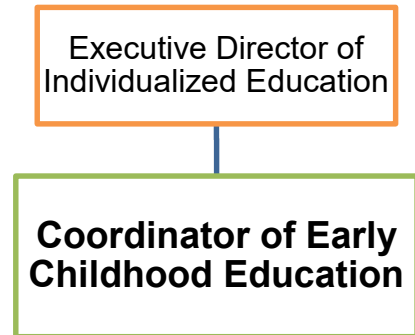 Executive Director of
Individualized Education
Coordinator of Early
Childhood Education